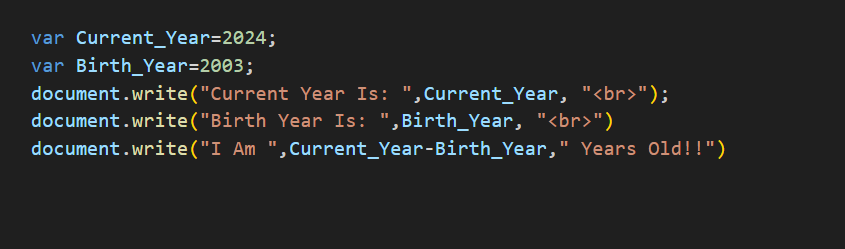 var Current_Year=2024;
var Birth_Year=2003;
document.write("Current Year Is: ",Current_Year, "<br>");
document.write("Birth Year Is: ",Birth_Year, "<br>")
document.write("I Am ",Current_Year-Birth_Year," Years Old!!")